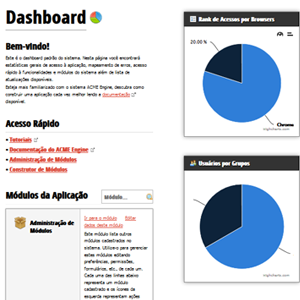 Dashboard
Bem-vindo!
Este é o dashboard padrão do sistema. Nesta página você encontrará
estatísticas gerais de acesso à aplicação, mapeamento de erros, acesso
rápido à funcionalidades e módulos do sistema além de lista de
atualizações disponíveis.
Esteja mais familiarizado com o sistema ACME Engine, descubra como
construir uma aplicação cada vez melhor lendo a documentação
disponível.
Acesso Rápido
• Tutoriais
• Documentação do ACME Engine
• Administração de Módulos
• Construtor de Módulos
Módulos da Aplicação
Módulo...
Administração de
Módulos
Ir para o módulo Editar
dados deste módulo
Este módulo lista outros
módulos cadastrados no
sistema. Utilize-o para gerenciar
estes módulos editando
preferências, permissões,
formulários, etc., de cada um.
Cada uma das linhas abaixo
representa um módulo
cadastrado e os ícones da
esquerda representam ações
Rank de Acessos por Browsers
20.00 %
Chrome
Highcharts.com
Usuários por Grupos
Highcharts.com